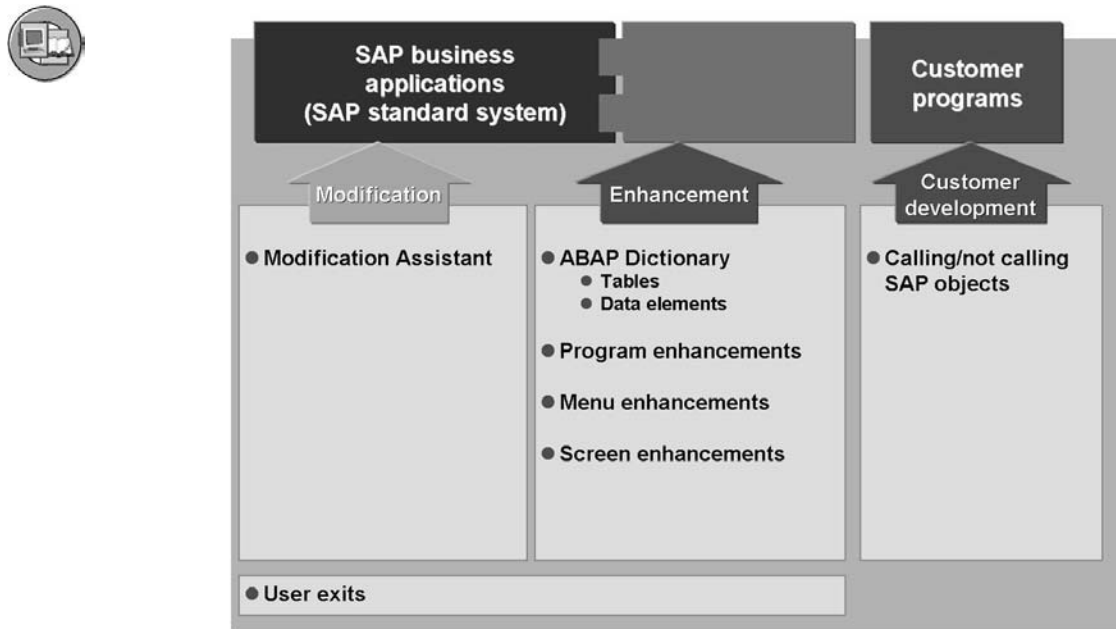 SAP business
applications
(SAP standard system)
Customer
programs
Modification
Enhancement
Customer
development
Modification Assistant
ABAP Dictionary
Tables
Data elements
Program enhancements
Menu enhancements
Screen enhancements
Calling/not calling
SAP objects
User exits